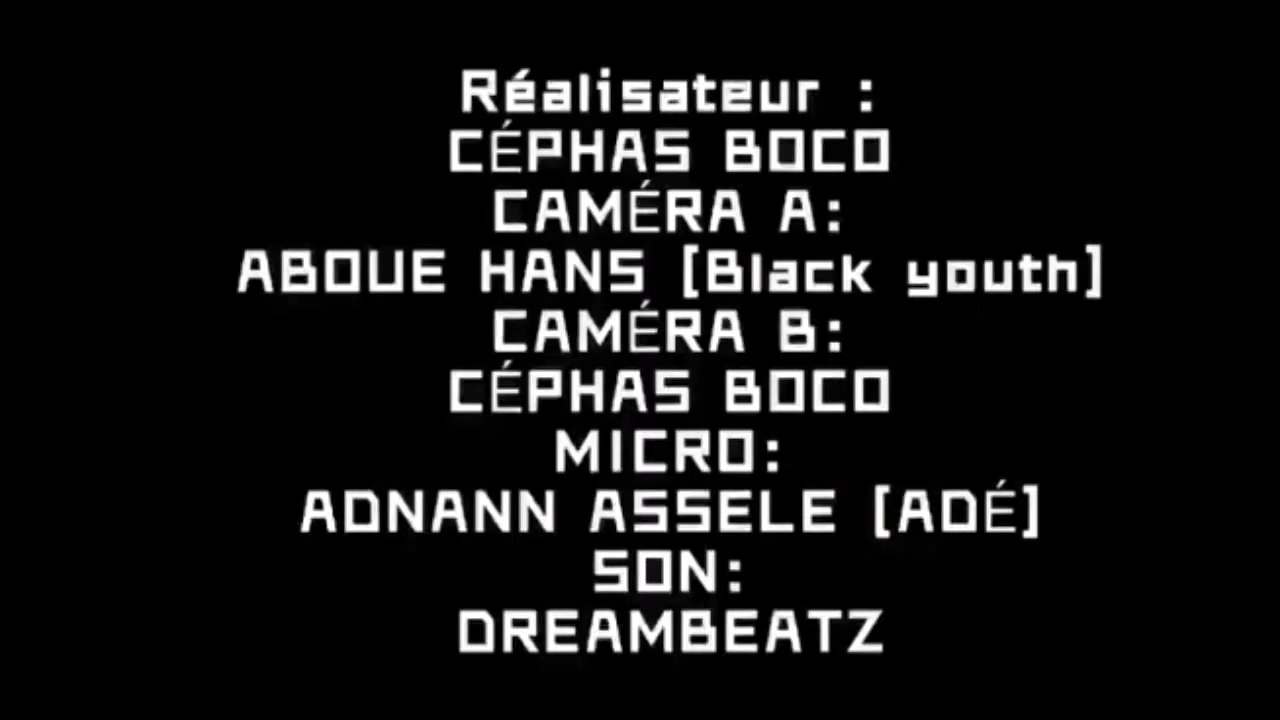 Réalisateur :
CÉPHAS BOCO
CAMÉRA A:
ABOUE HANS [Black youth]
CAMÉRA B:
CÉPHAS BOCO
MICRO:
ADNANN ASSELE [ADÉ]
SON:
DREAMBEATZ